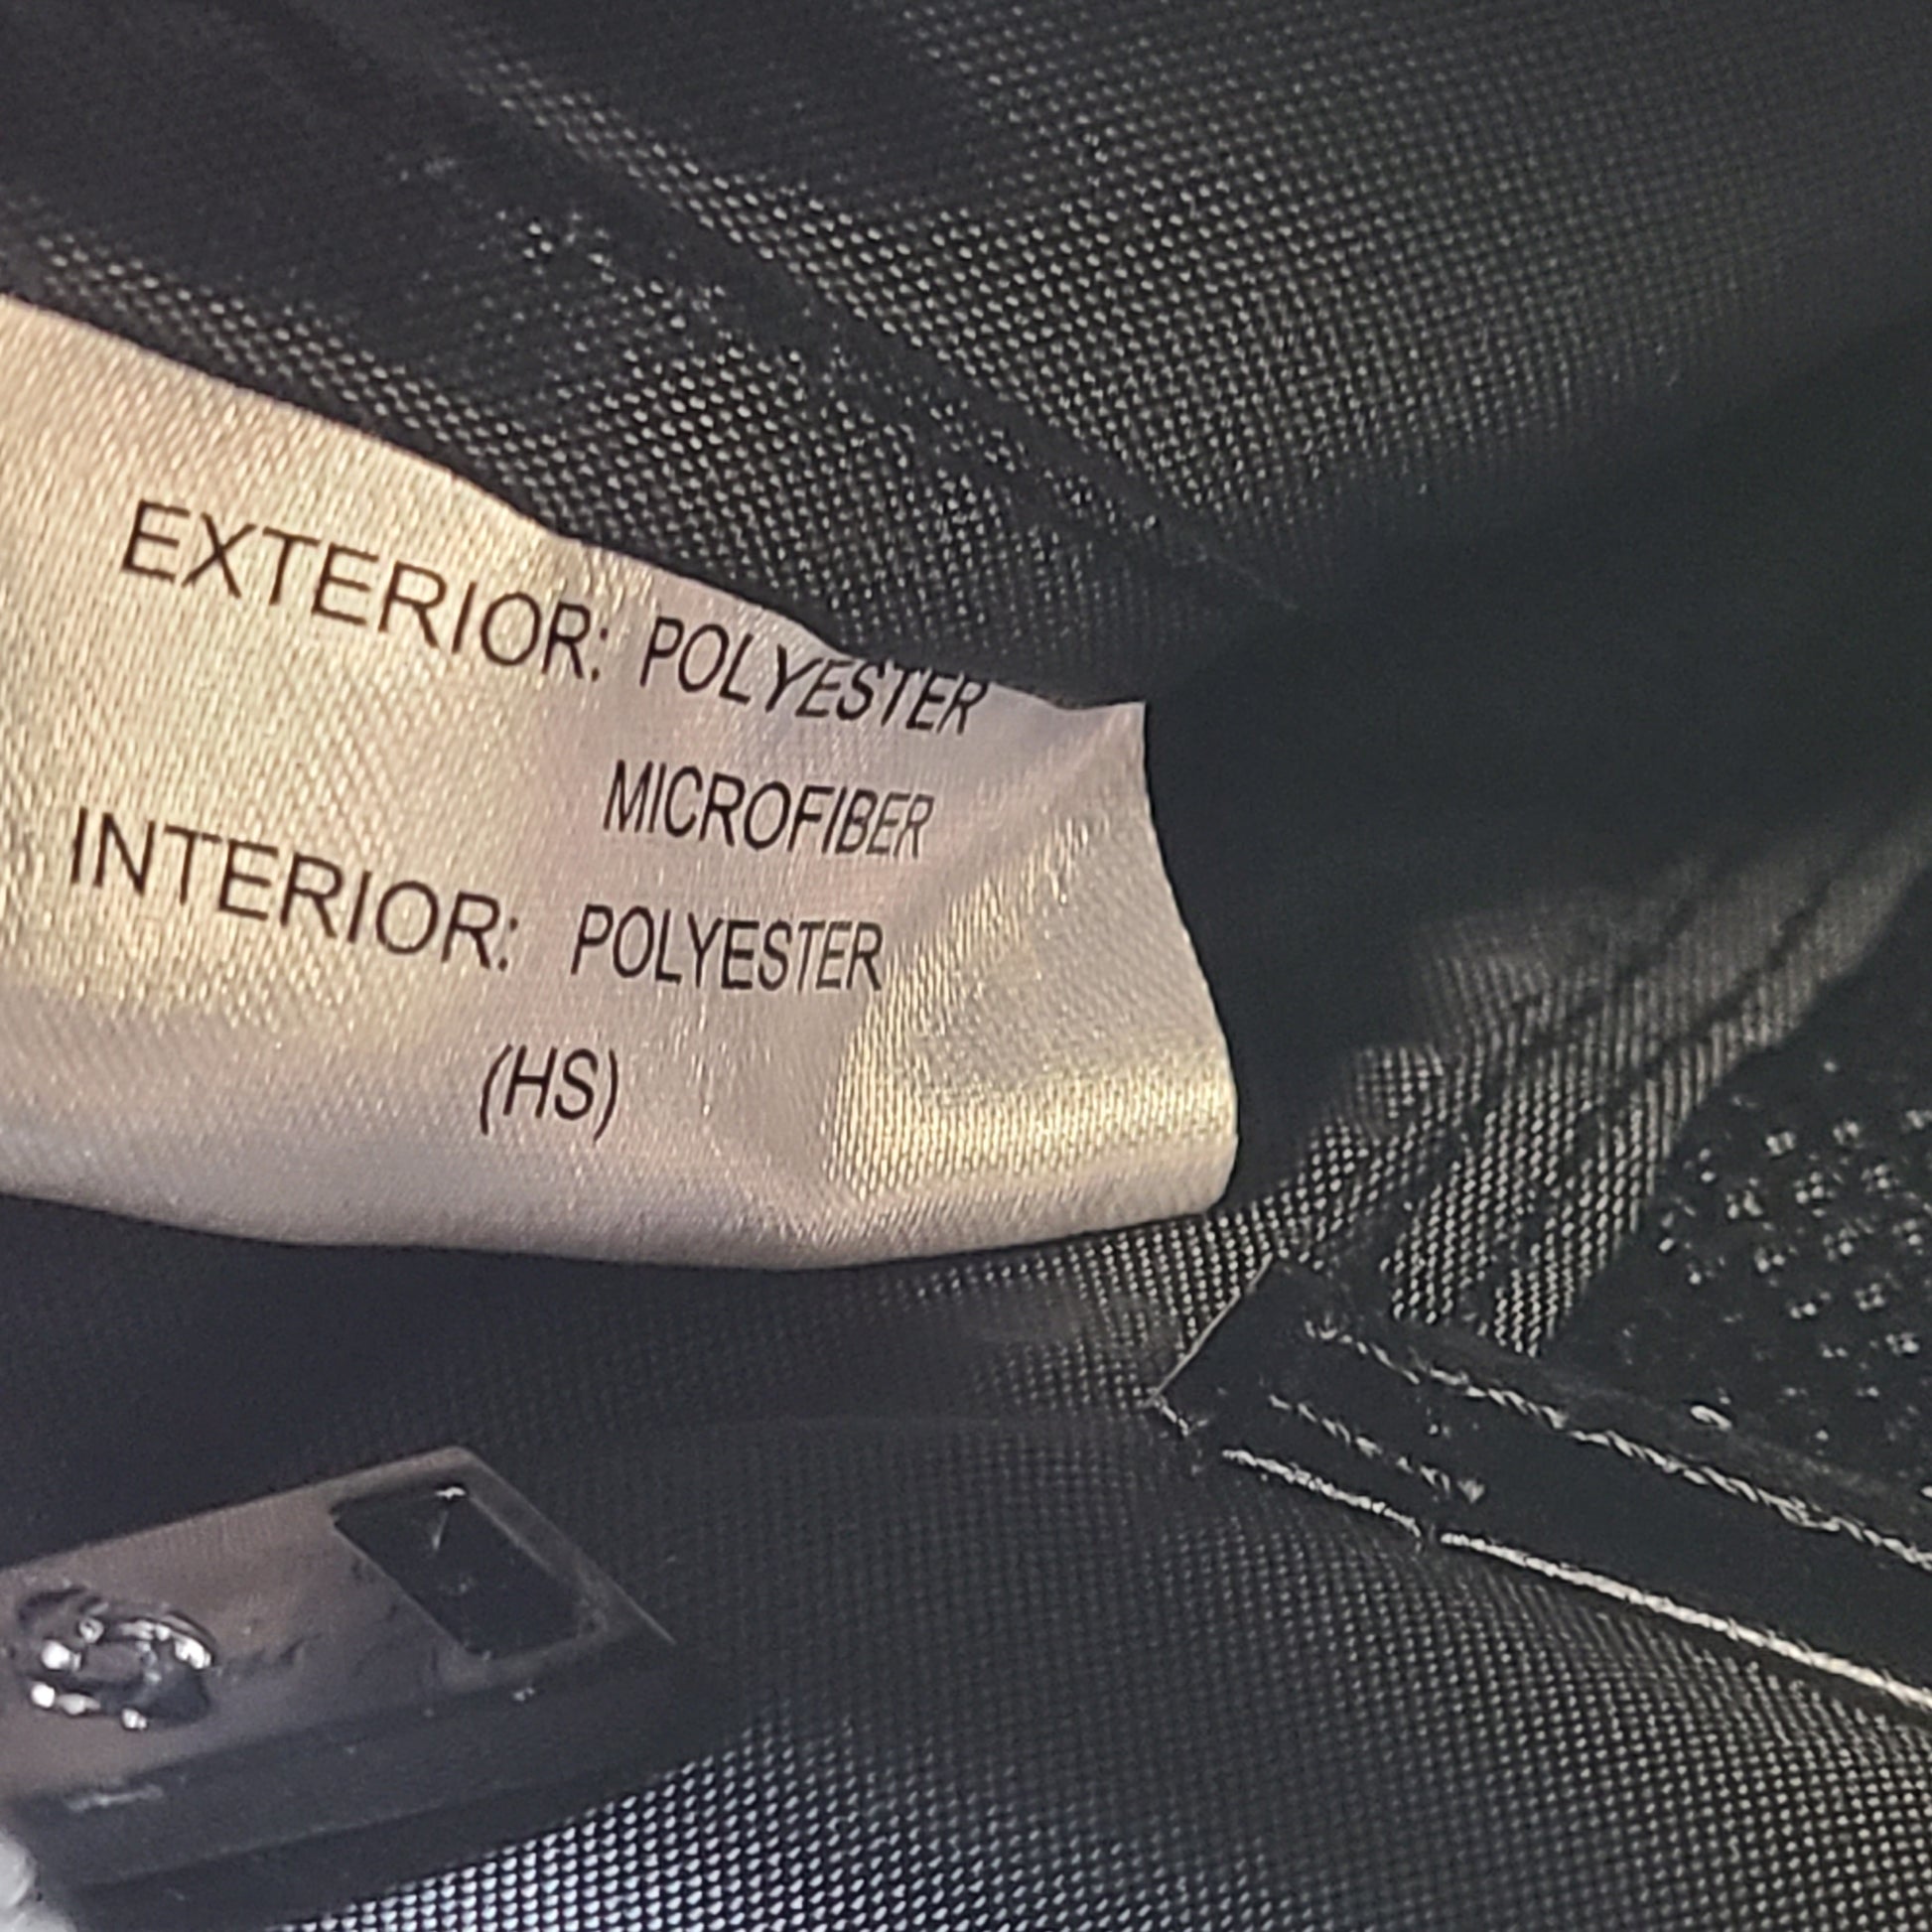 EXTERIOR: POLYESTER
MICROFIBER
INTERIOR: POLYESTER
(HS)